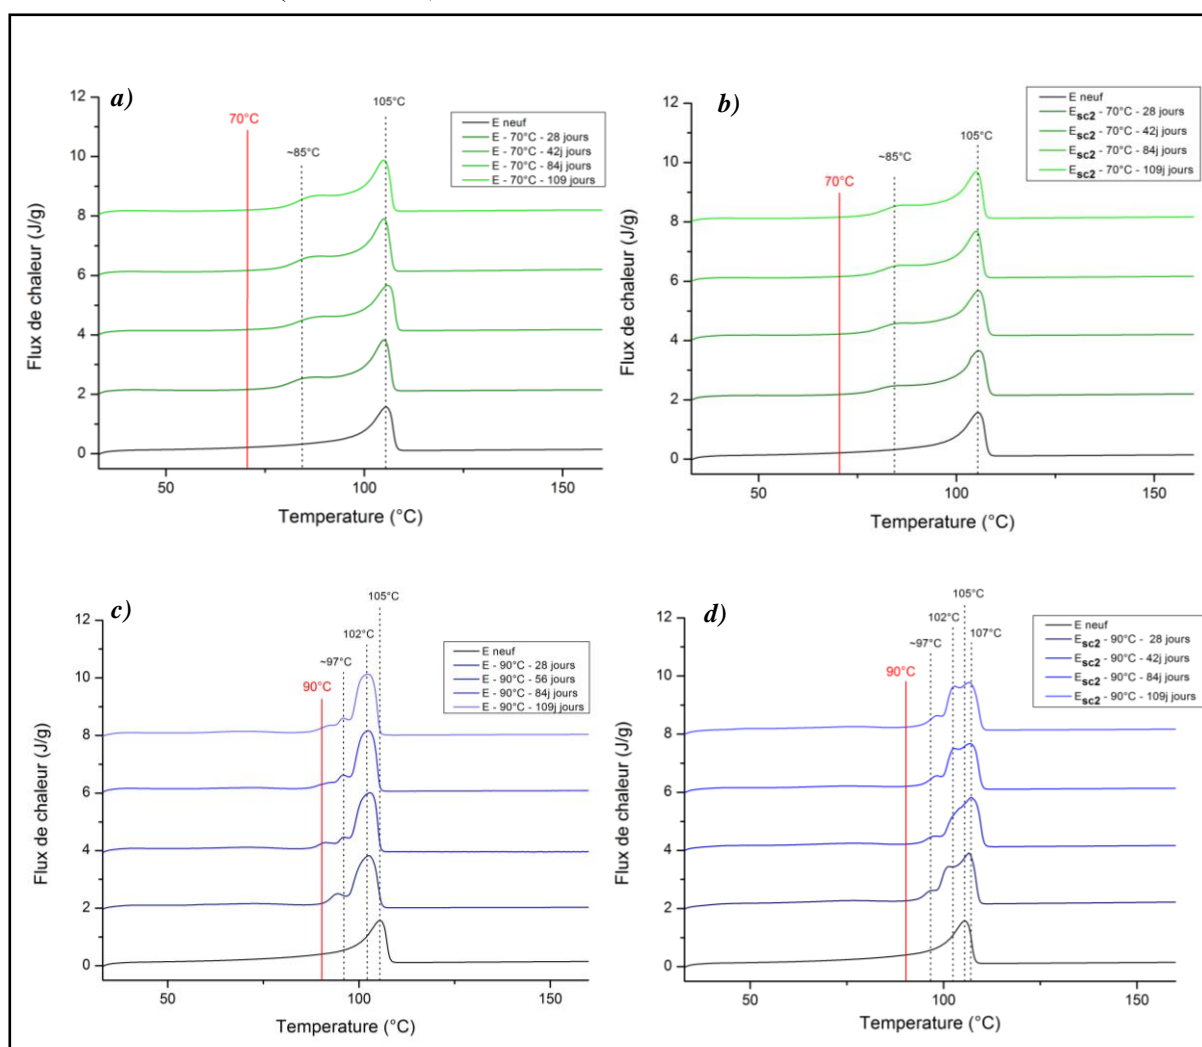 a)
12
10
8
6
4
2
0
Flux de chaleur (J/g)
50
100
150
Temperature (°C)
70°C
~85°C
105°C
E neuf
E - 70°C - 28 jours
E - 70°C - 42j jours
E - 70°C - 84j jours
E - 70°C - 109 jours
b)
12
10
8
6
4
2
0
Flux de chaleur (J/g)
50
100
150
Temperature (°C)
70°C
~85°C
105°C
E neuf
Esc2 - 70°C - 28 jours
Esc2 - 70°C - 42j jours
Esc2 - 70°C - 84j jours
Esc2 - 70°C - 109j jours
c)
12
10
8
6
4
2
0
Flux de chaleur (J/g)
50
100
150
Temperature (°C)
90°C
~97°C
102°C
105°C
E neuf
E - 90°C - 28 jours
E - 90°C - 56 jours
E - 90°C - 84j jours
E - 90°C - 109j jours
d)
12
10
8
6
4
2
0
Flux de chaleur (J/g)
50
100
150
Temperature (°C)
90°C
~97°C
102°C
105°C
107°C
E neuf
Esc2 - 90°C - 28 jours
Esc2 - 90°C - 42j jours
Esc2 - 90°C - 84j jours
Esc2 - 90°C - 109j jours